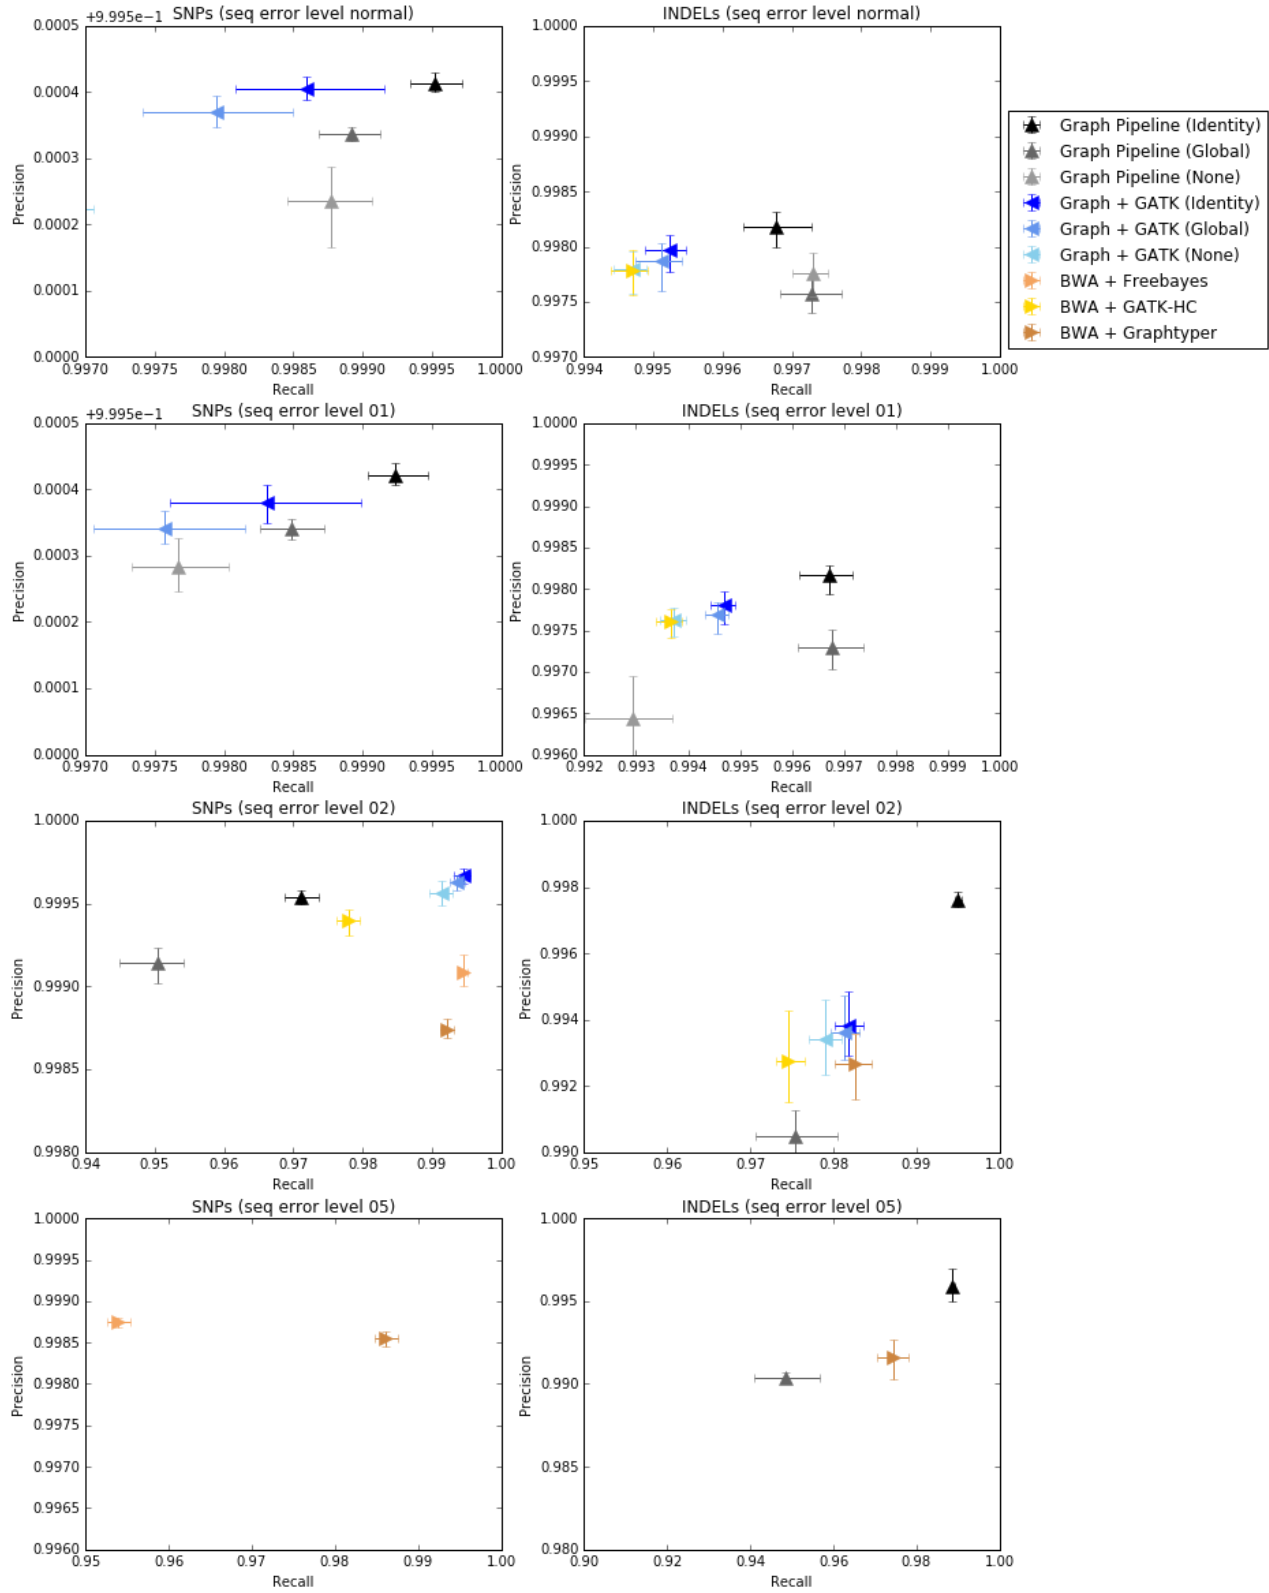 SNPs (seq error level normal)
+9.995e−1
0.0005
0.0004
0.0003
0.0002
0.0001
0.0000
Precision
0.9970 0.9975 0.9980 0.9985 0.9990 0.9995 1.0000
Recall
INDELs (seq error level normal)
1.0000
0.9995
0.9990
0.9985
0.9980
0.9975
0.9970
Precision
0.994 0.995 0.996 0.997 0.998 0.999 1.000
Recall
Graph Pipeline (Identity)
Graph Pipeline (Global)
Graph Pipeline (None)
Graph + GATK (Identity)
Graph + GATK (Global)
Graph + GATK (None)
BWA + Freebayes
BWA + GATK-HC
BWA + Graphtyper
SNPs (seq error level 01)
+9.995e−1
0.0005
0.0004
0.0003
0.0002
0.0001
0.0000
Precision
0.9970 0.9975 0.9980 0.9985 0.9990 0.9995 1.0000
Recall
INDELs (seq error level 01)
1.0000
0.9995
0.9990
0.9985
0.9980
0.9975
0.9970
0.9965
0.9960
Precision
0.992 0.993 0.994 0.995 0.996 0.997 0.998 0.999 1.000
Recall
SNPs (seq error level 02)
1.0000
0.9995
0.9990
0.9985
0.9980
Precision
0.94 0.95 0.96 0.97 0.98 0.99 1.00
Recall
INDELs (seq error level 02)
1.000
0.998
0.996
0.994
0.992
0.990
Precision
0.95 0.96 0.97 0.98 0.99 1.00
Recall
SNPs (seq error level 05)
1.0000
0.9995
0.9990
0.9985
0.9980
0.9975
0.9970
0.9965
0.9960
Precision
0.95 0.96 0.97 0.98 0.99 1.00
Recall
INDELs (seq error level 05)
1.000
0.995
0.990
0.985
0.980
Precision
0.90 0.92 0.94 0.96 0.98 1.00
Recall